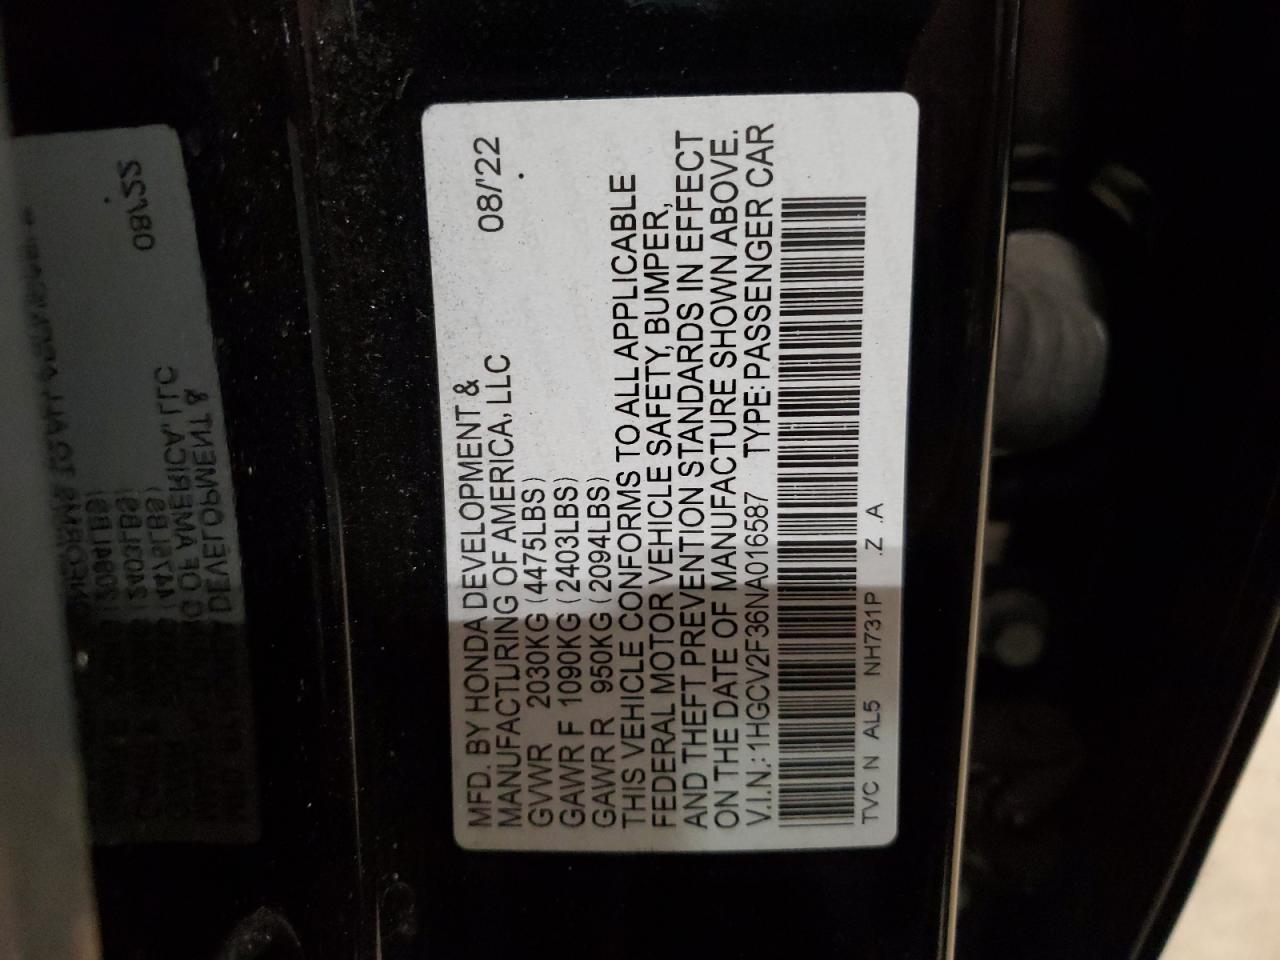 MFD. BY HONDA DEVELOPMENT &
MANUFACTURING OF AMERICA, LLC 08/'22
GVWR 2030KG (4475LBS)
GAWR F 1090KG (2403LBS)
GAWR R 950KG (2094LBS)
THIS VEHICLE CONFORMS TO ALL APPLICABLE
FEDERAL MOTOR VEHICLE SAFETY, BUMPER,
AND THEFT PREVENTION STANDARDS IN EFFECT
ON THE DATE OF MANUFACTURE SHOWN ABOVE.
V.I.N.: 1HGCV2F36NA016587 TYPE: PASSENGER CAR
TVC N AL5 NH731P .Z .A